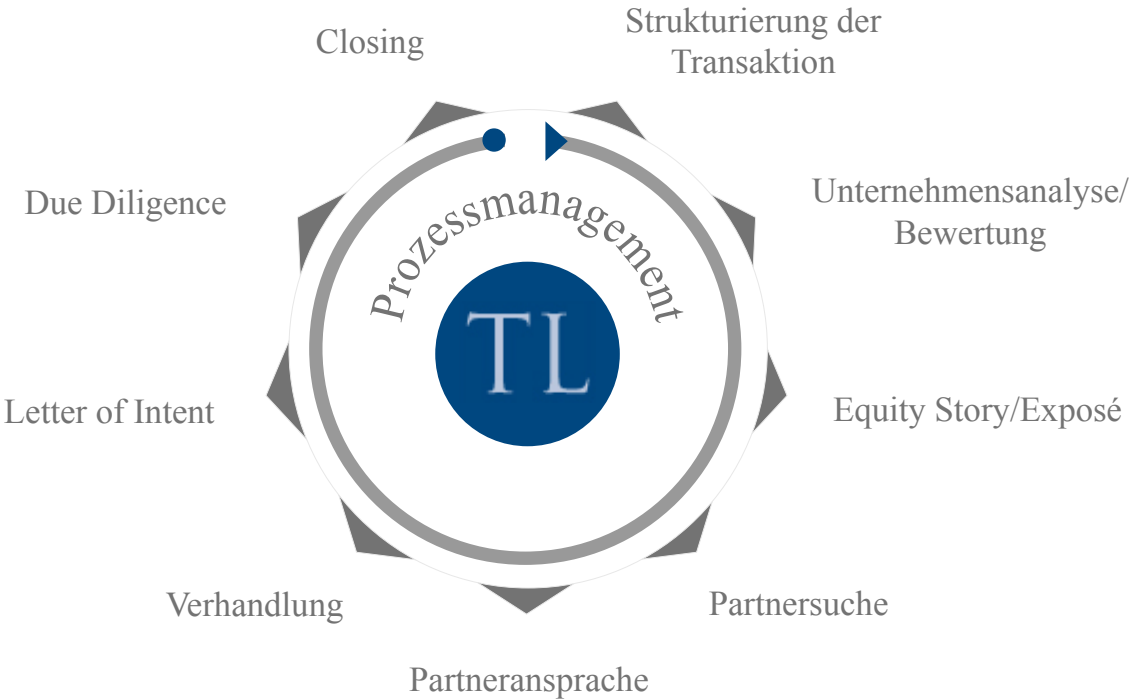 Closing
Strukturierung der
Transaktion
Due Diligence
Unternehmensanalyse/
Bewertung
Prozessmanagement
TL
Letter of Intent
Equity Story/Exposé
Verhandlung
Partnersuche
Partneransprache